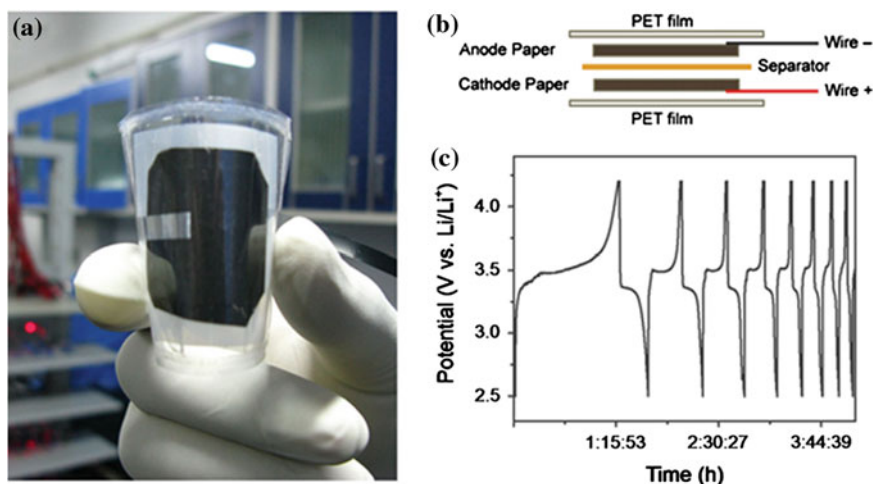 (a)
(b)
PET film
Anode Paper
Wire –
Separator
Cathode Paper
Wire +
PET film
(c)
Potential (V vs. Li/Li⁺)
4.0
3.5
3.0
2.5
1:15:53 2:30:27 3:44:39
Time (h)